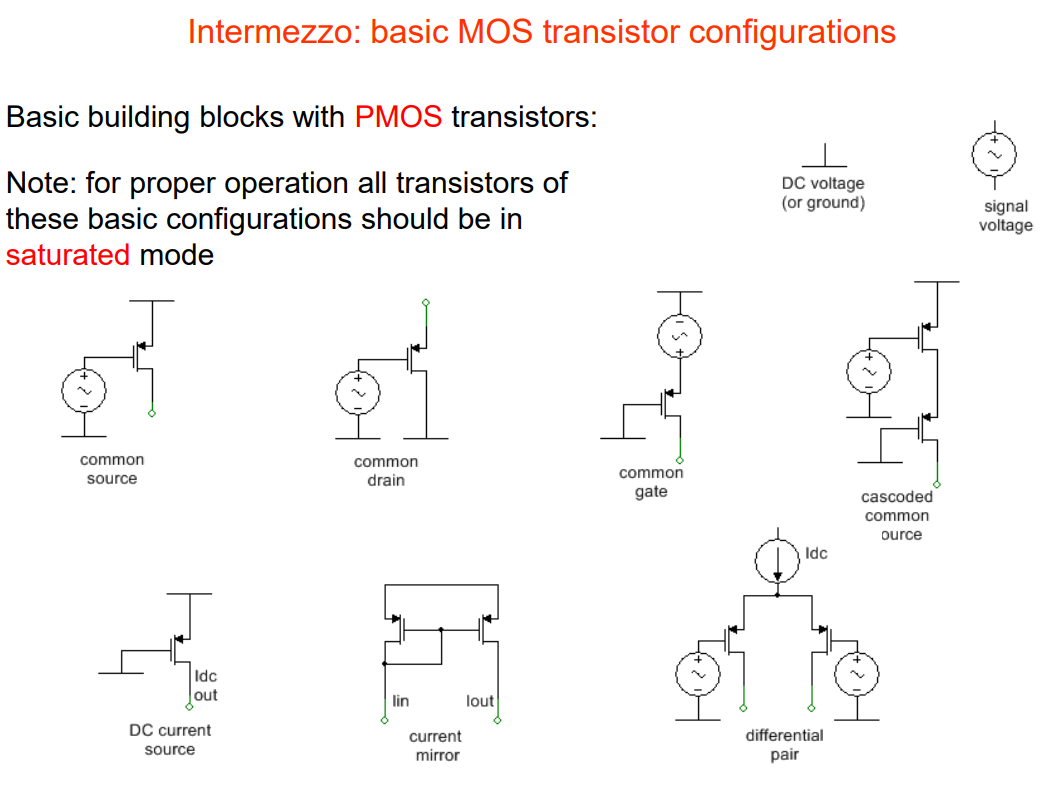 Intermezzo: basic MOS transistor configurations
Basic building blocks with PMOS transistors:
Note: for proper operation all transistors of
these basic configurations should be in
saturated mode
DC voltage
(or ground)
signal
voltage
common
source
common
drain
common
gate
cascoded
common
ource
Idc
Idc
out
DC current
source
Iin
Iout
current
mirror
differential
pair